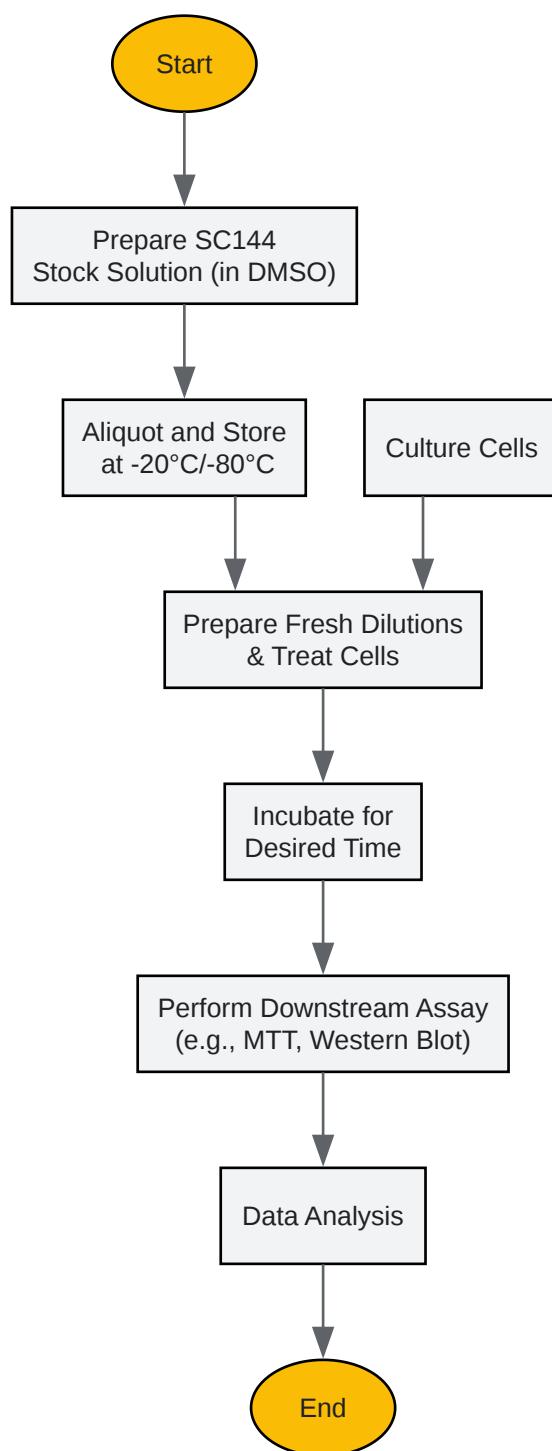 Start
Prepare SC144
Stock Solution (in DMSO)
Aliquot and Store
at -20°C/-80°C
Culture Cells
Prepare Fresh Dilutions
& Treat Cells
Incubate for
Desired Time
Perform Downstream Assay
(e.g., MTT, Western Blot)
Data Analysis
End